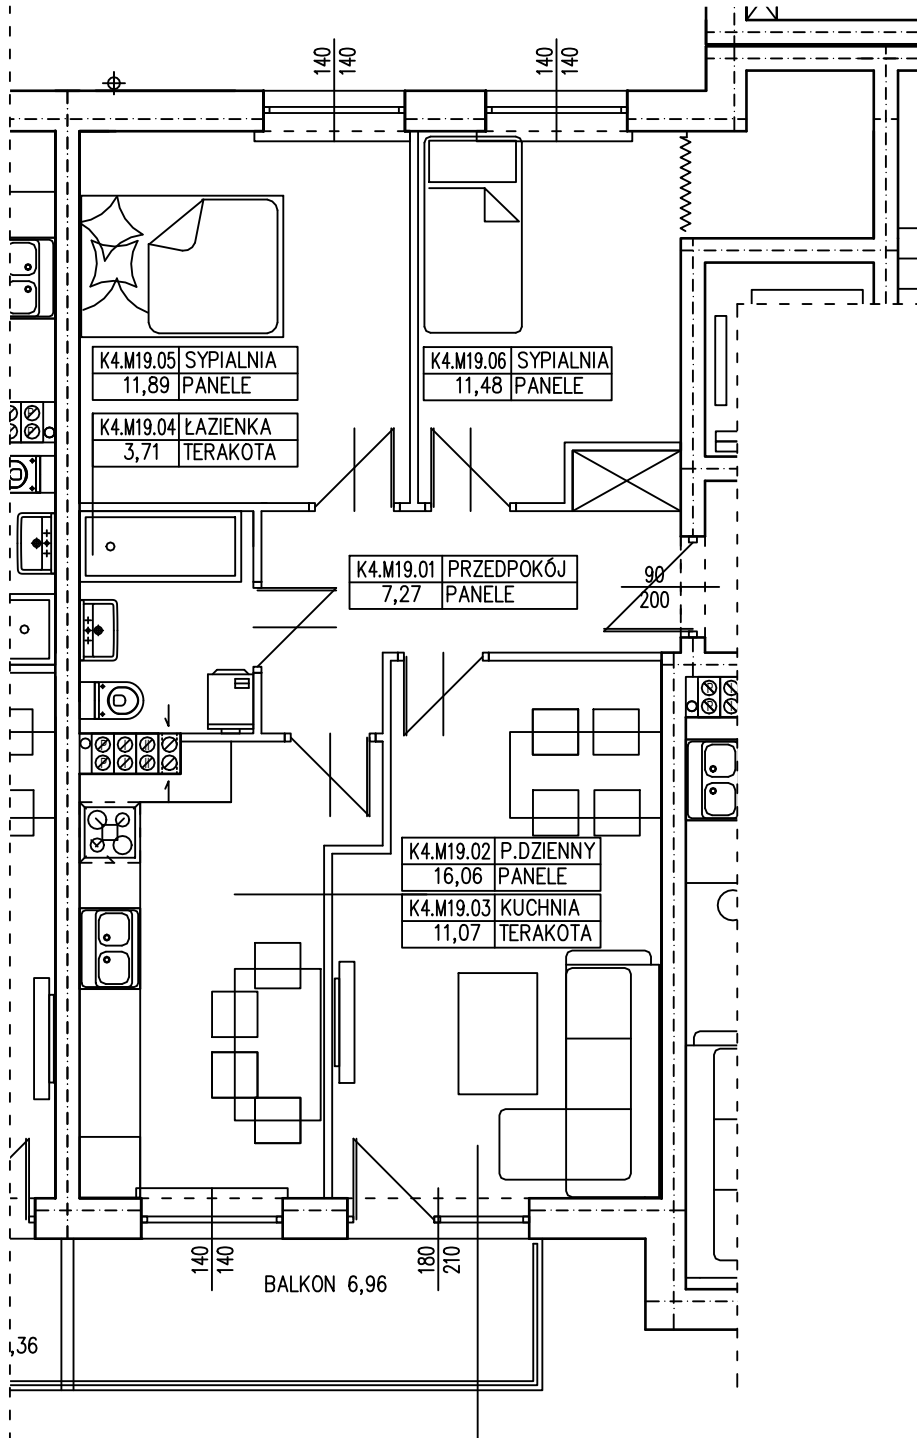 140
140
140
140
K4.M19.05 SYPIALNIA
11,89 PANELE
K4.M19.06 SYPIALNIA
11,48 PANELE
K4.M19.04 ŁAZIENKA
3,71 TERAKOTA
K4.M19.01 PRZEDPOKÓJ
7,27 PANELE
90
200
K4.M19.02 P.DZIENNY
16,06 PANELE
K4.M19.03 KUCHNIA
11,07 TERAKOTA
140
140
180
210
BALKON 6,96
,36